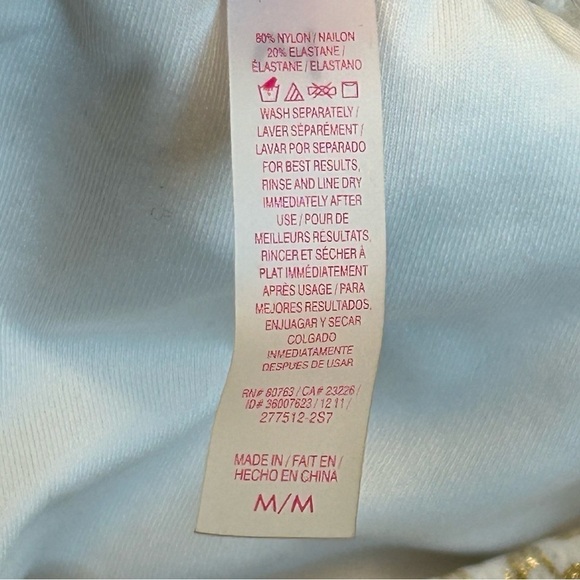 80% NYLON / NAILON
20% ELASTANE /
ÉLASTANE / ELASTANO
WASH SEPARATELY /
LAVER SÉPARÉMENT /
LAVAR POR SEPARADO
FOR BEST RESULTS,
RINSE AND LINE DRY
IMMEDIATELY AFTER
USE / POUR DE
MEILLEURS RESULTATS,
RINCER ET SÉCHER À
PLAT IMMÉDIATEMENT
APRÈS USAGE / PARA
MEJORES RESULTADOS,
ENJUAGAR Y SECAR
COLGADO
INMEDIATAMENTE
DESPUES DE USAR
RN# 60763 / CA# 23226 /
ID# 36007623 / 12 11 /
277512-2S7
MADE IN / FAIT EN /
HECHO EN CHINA
M/M